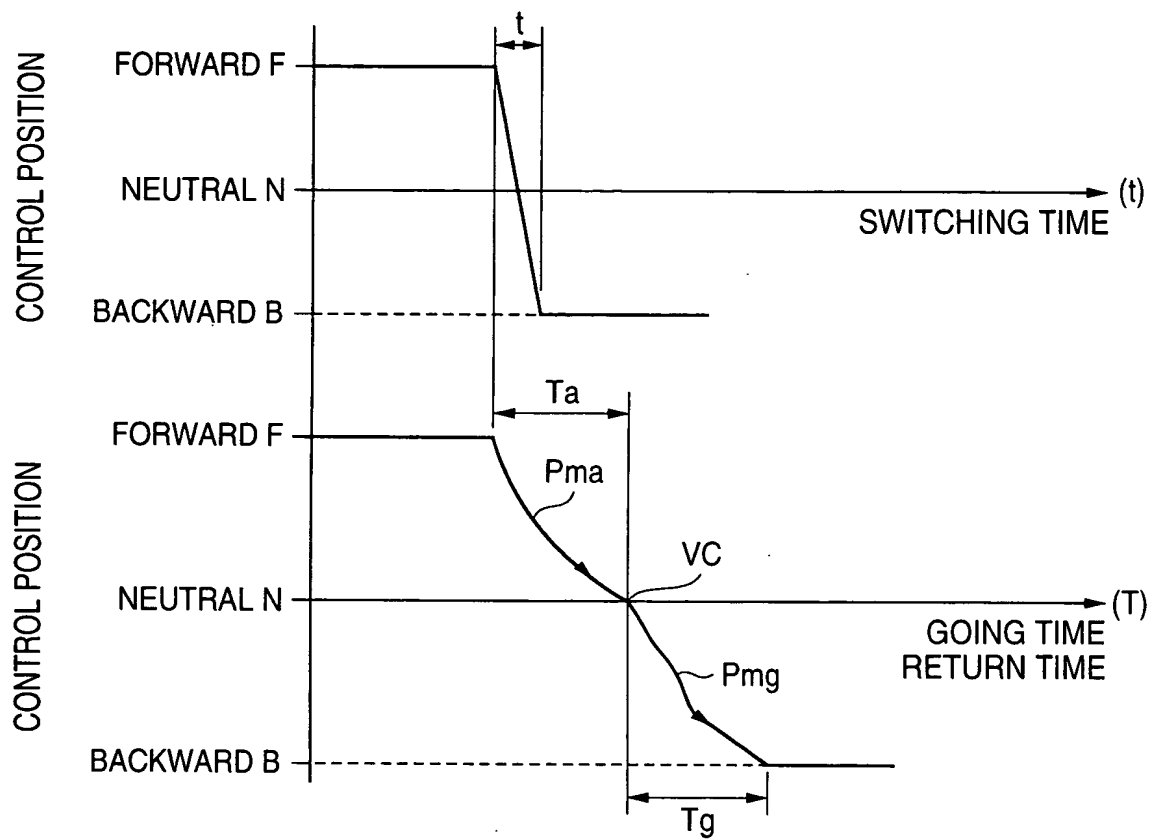 t
FORWARD F
CONTROL POSITION
NEUTRAL N
(t)
SWITCHING TIME
BACKWARD B
Ta
FORWARD F
Pma
CONTROL POSITION
VC
NEUTRAL N
(T)
GOING TIME
RETURN TIME
Pmg
BACKWARD B
Tg